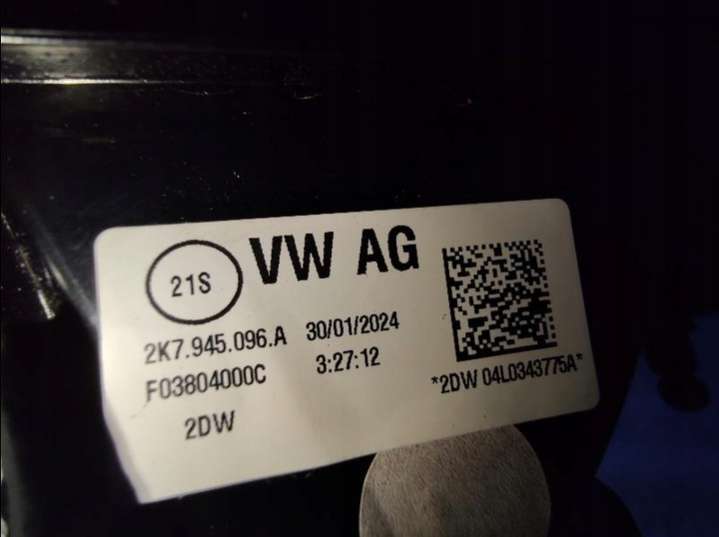 21S
VW AG
2K7.945.096.A 30/01/2024
F03804000C 3:27:12
2DW
*2DW 04L0343775A*